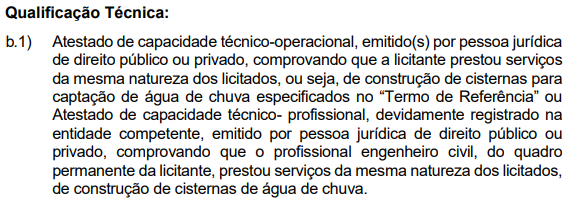 Qualificação Técnica:
b.1) Atestado de capacidade técnico-operacional, emitido(s) por pessoa jurídica
de direito público ou privado, comprovando que a licitante prestou serviços
da mesma natureza dos licitados, ou seja, de construção de cisternas para
captação de água de chuva especificados no “Termo de Referência” ou
Atestado de capacidade técnico- profissional, devidamente registrado na
entidade competente, emitido por pessoa jurídica de direito público ou
privado, comprovando que o profissional engenheiro civil, do quadro
permanente da licitante, prestou serviços da mesma natureza dos licitados,
de construção de cisternas de água de chuva.